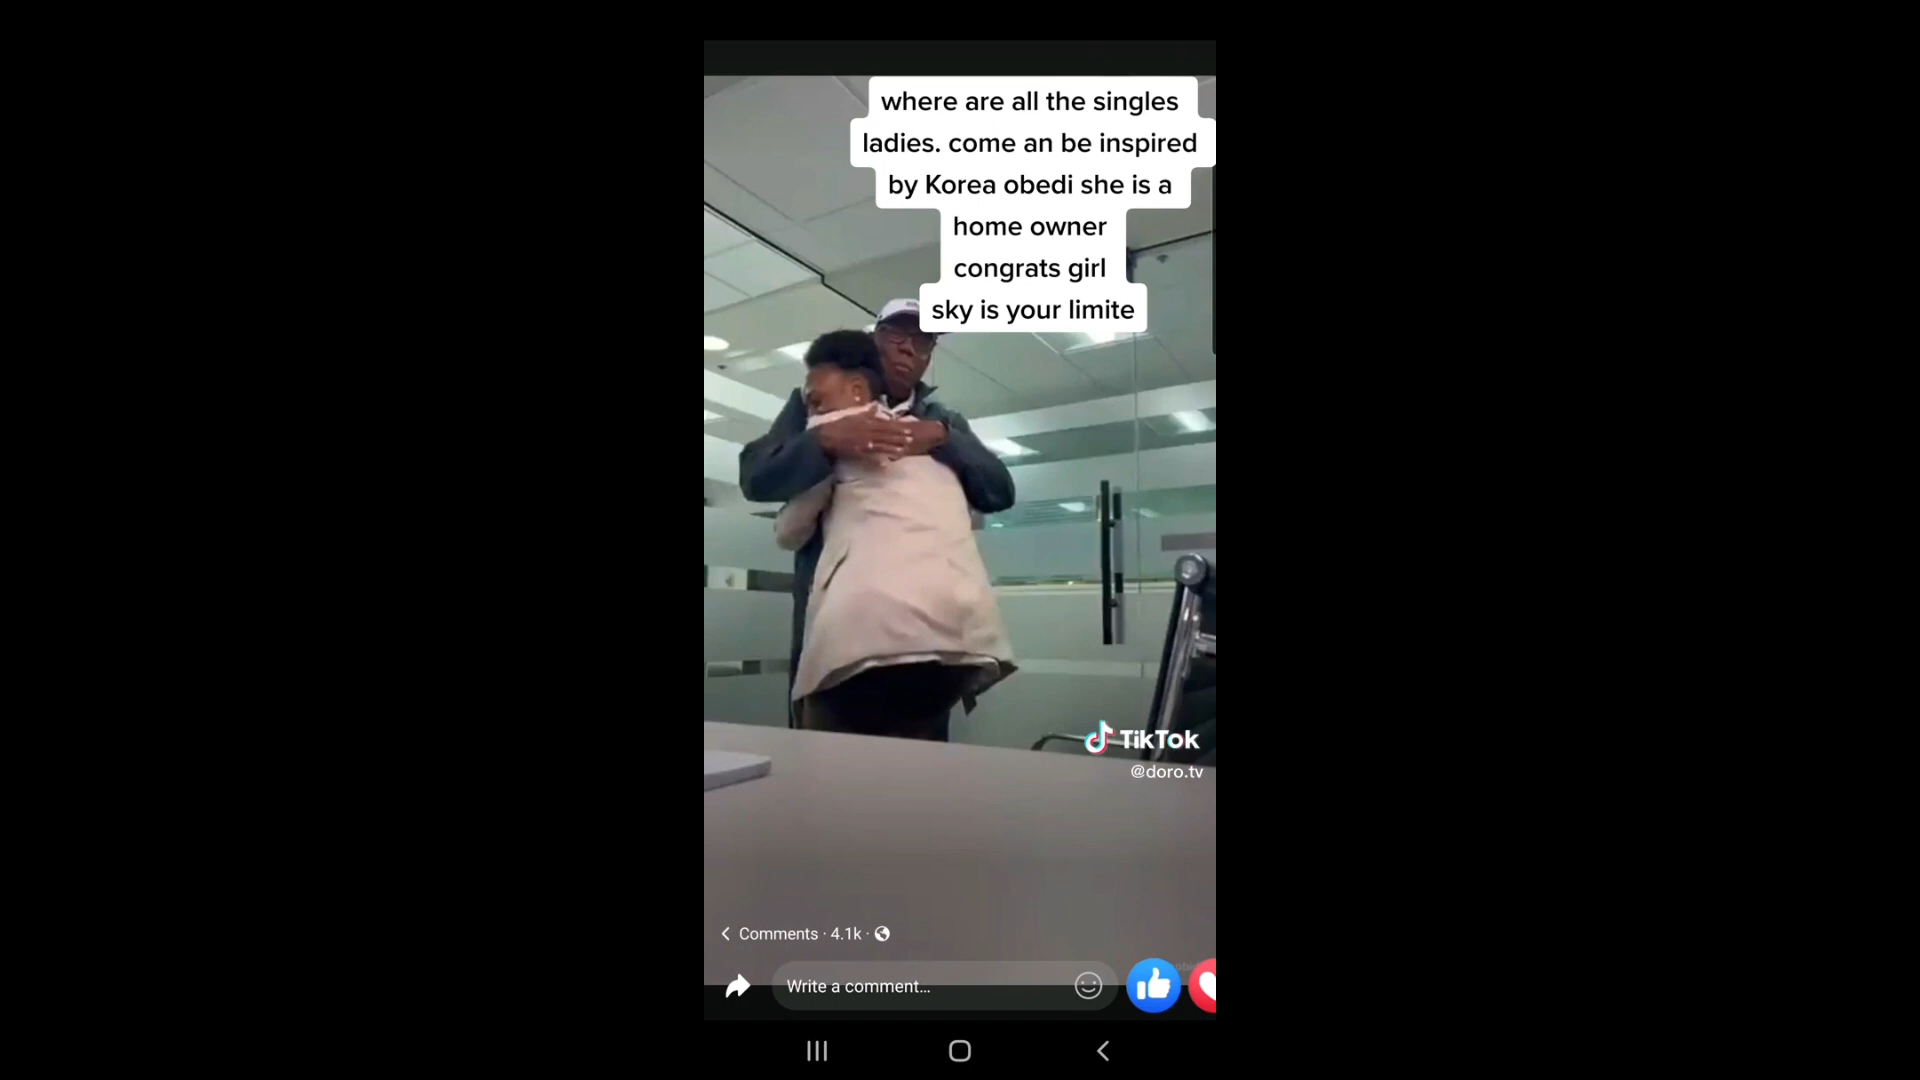 where are all the singles
ladies. come an be inspired
by Korea obedi she is a
home owner
congrats girl
sky is your limite
TikTok
@doro.tv
Comments · 4.1k ·
Write a comment...